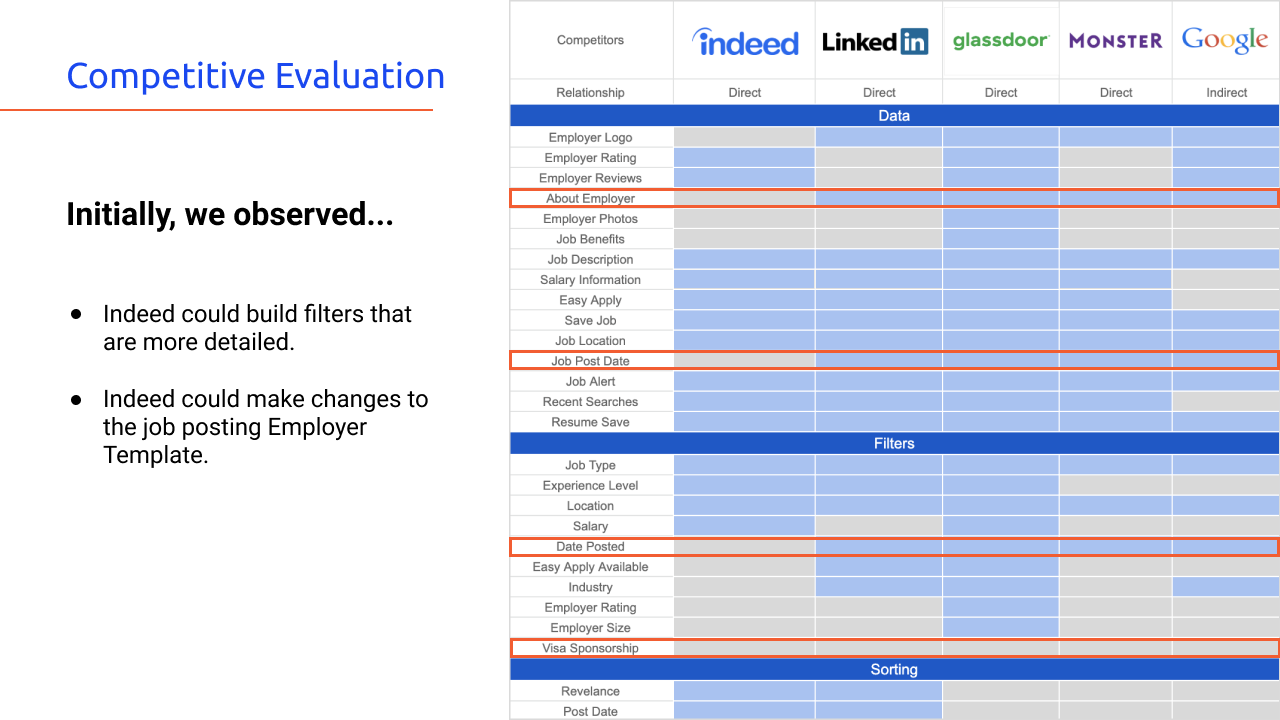 Competitive Evaluation
Initially, we observed...
● Indeed could build filters that
are more detailed.
● Indeed could make changes to
the job posting Employer
Template.
Competitors indeed Linked in glassdoor MONSTER Google
Relationship Direct Direct Direct Direct Indirect
Data
Employer Logo
Employer Rating
Employer Reviews
About Employer
Employer Photos
Job Benefits
Job Description
Salary Information
Easy Apply
Save Job
Job Location
Job Post Date
Job Alert
Recent Searches
Resume Save
Filters
Job Type
Experience Level
Location
Salary
Date Posted
Easy Apply Available
Industry
Employer Rating
Employer Size
Visa Sponsorship
Sorting
Revelance
Post Date